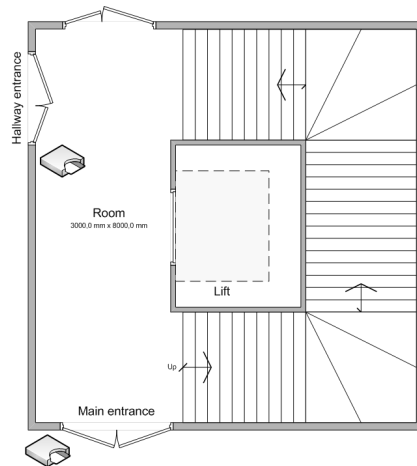 Hallway entrance
Room
3000,0 mm x 8000,0 mm
Lift
Up
Main entrance